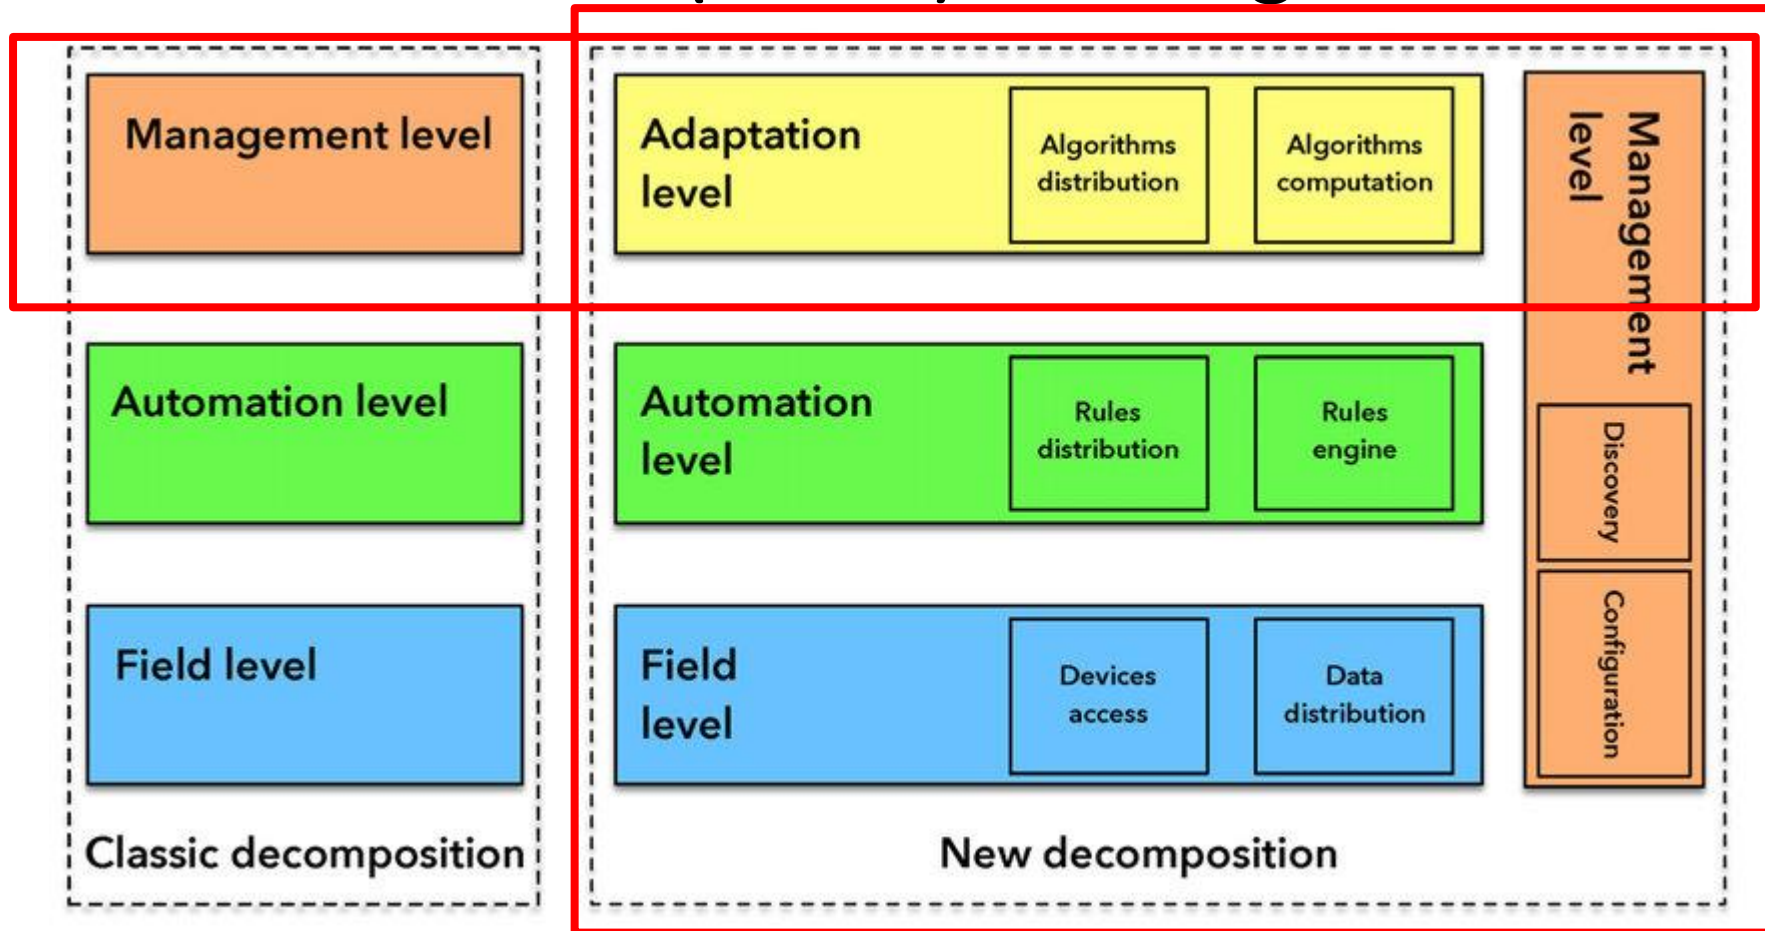 Management level
Automation level
Field level
Classic decomposition
Adaptation
level
Algorithms
distribution
Algorithms
computation
Automation
level
Rules
distribution
Rules
engine
Field
level
Devices
access
Data
distribution
Management
level
Discovery
Configuration
New decomposition